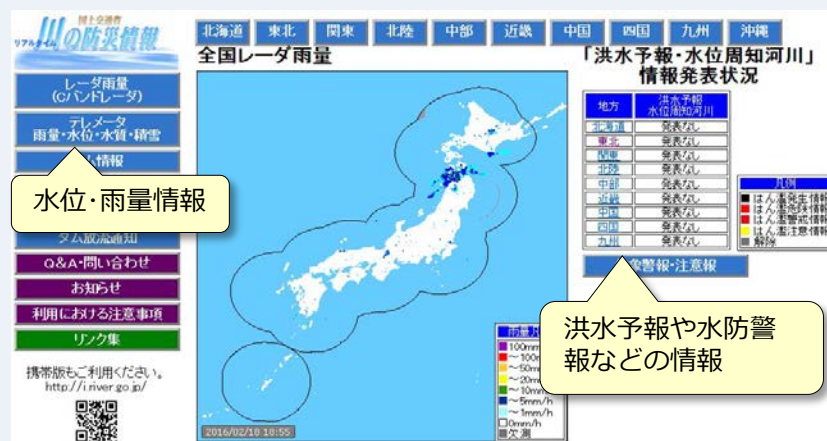 国土交通省
リアルタイム 川の防災情報
北海道 東北 関東 北陸 中部 近畿 中国 四国 九州 沖縄
レーダ雨量
(Cバンドレーダ)
テレメータ
雨量・水位・水質・積雪
水位・雨量情報
ダム放流通知
Q&A・問い合わせ
お知らせ
利用における注意事項
リンク集
携帯版もご利用ください。
http://i.river.go.jp/
全国レーダ雨量
2016/02/18 18:55
100mm
~100m
~50mm
~20mm
~10mm/h
~5mm/h
~1mm/h
0mm/h
欠測
「洪水予報・水位周知河川」
情報発表状況
地方 洪水予報
水位周知河川
北海道 発表なし
東北 発表なし
関東 発表なし
北陸 発表なし
中部 発表なし
近畿 発表なし
中国 発表なし
四国 発表なし
九州 発表なし
凡例
はん濫発生情報
はん濫危険情報
はん濫警戒情報
はん濫注意情報
解除
象警報・注意報
洪水予報や水防警
報などの情報